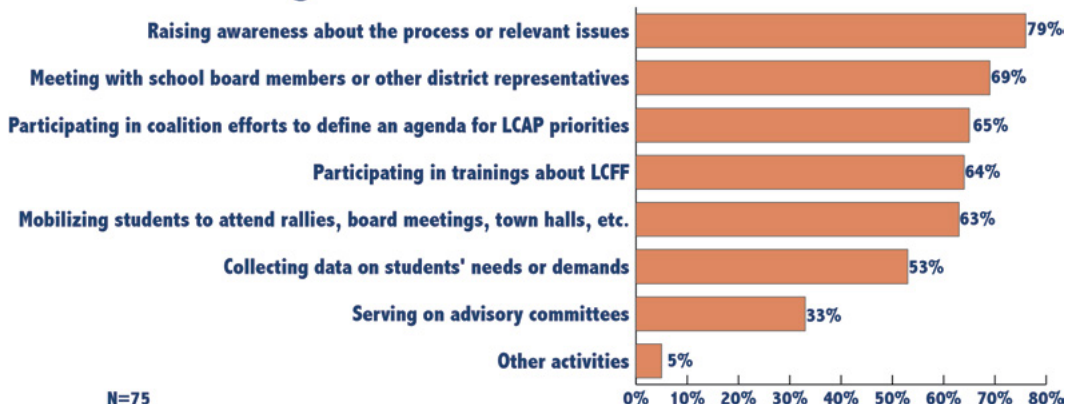 Raising awareness about the process or relevant issues 79%
Meeting with school board members or other district representatives 69%
Participating in coalition efforts to define an agenda for LCAP priorities 65%
Participating in trainings about LCFF 64%
Mobilizing students to attend rallies, board meetings, town halls, etc. 63%
Collecting data on students' needs or demands 53%
Serving on advisory committees 33%
Other activities 5%
N=75 0% 10% 20% 30% 40% 50% 60% 70% 80%